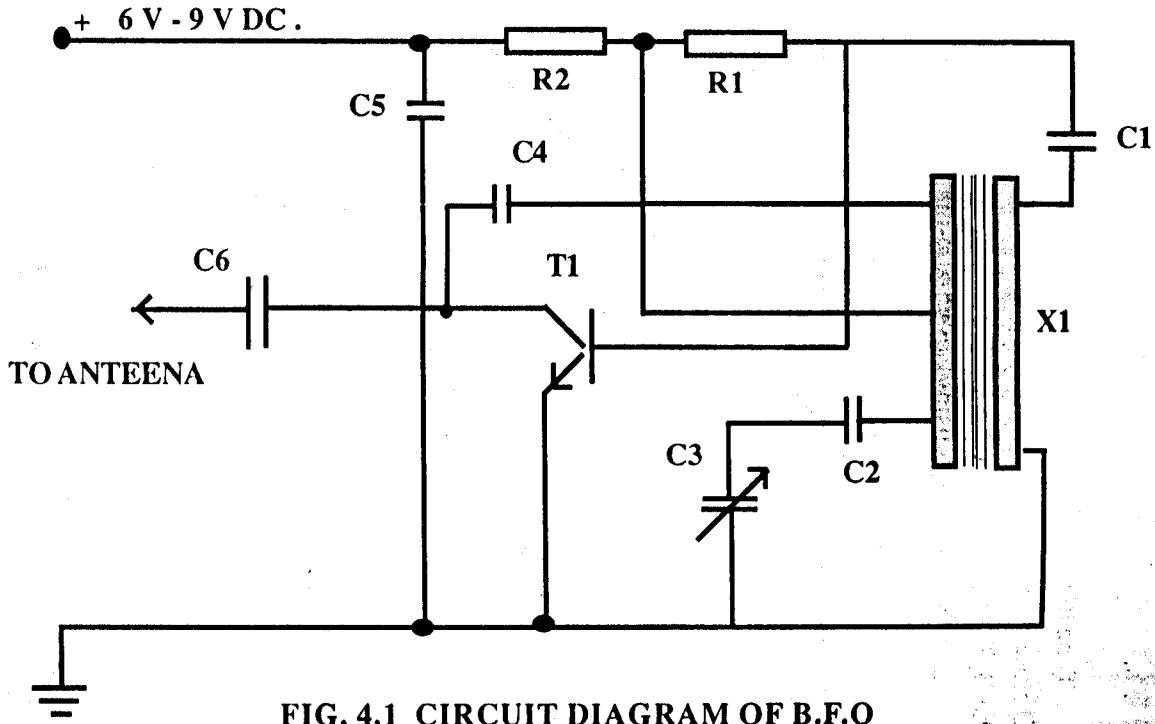 + 6 V - 9 V DC .
R2
R1
C5
C1
C4
C6
T1
X1
TO ANTEENA
C3
C2
FIG. 4.1 CIRCUIT DIAGRAM OF B.F.O